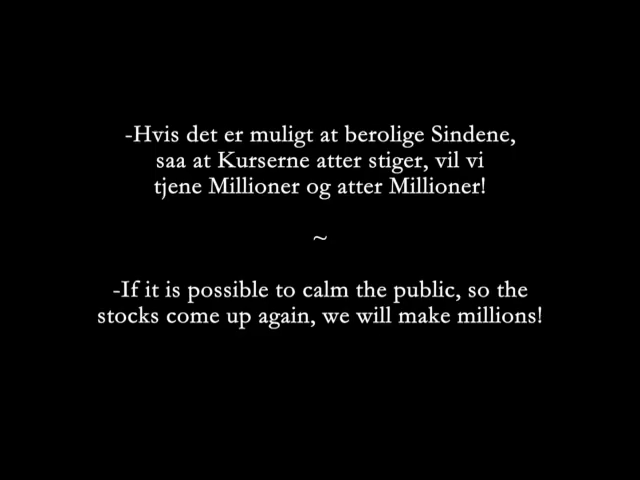 -Hvis det er muligt at berolige Sindene,
saa at Kurserne atter stiger, vil vi
tjene Millioner og atter Millioner!
~
-If it is possible to calm the public, so the
stocks come up again, we will make millions!